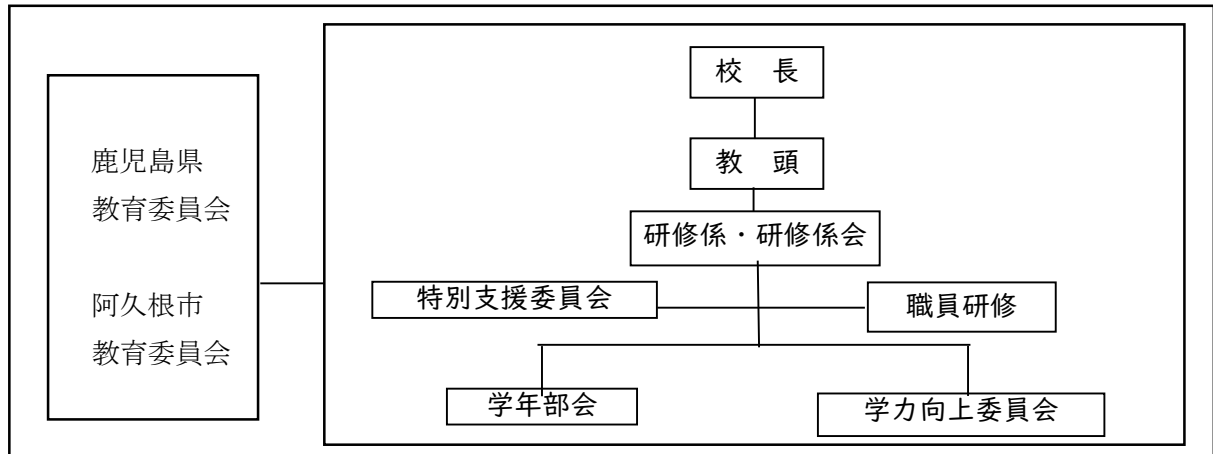 鹿児島県
教育委員会
阿久根市
教育委員会
校　長
教　頭
研修係・研修係会
特別支援委員会
職員研修
学年部会
学力向上委員会